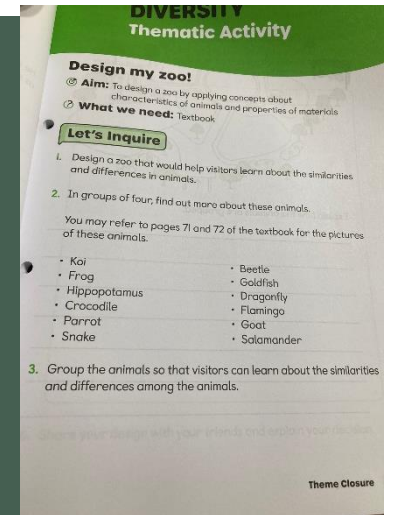 DIVERSITY
Thematic Activity
Design my zoo!
Aim: To design a zoo by applying concepts about
characteristics of animals and properties of materials
What we need: Textbook
Let's Inquire
1. Design a zoo that would help visitors learn about the similarities
and differences in animals.
2. In groups of four, find out more about these animals.
You may refer to pages 71 and 72 of the textbook for the pictures
of these animals.
• Koi
• Frog
• Hippopotamus
• Crocodile
• Parrot
• Snake
• Beetle
• Goldfish
• Dragonfly
• Flamingo
• Goat
• Salamander
3. Group the animals so that visitors can learn about the similarities
and differences among the animals.
Theme Closure